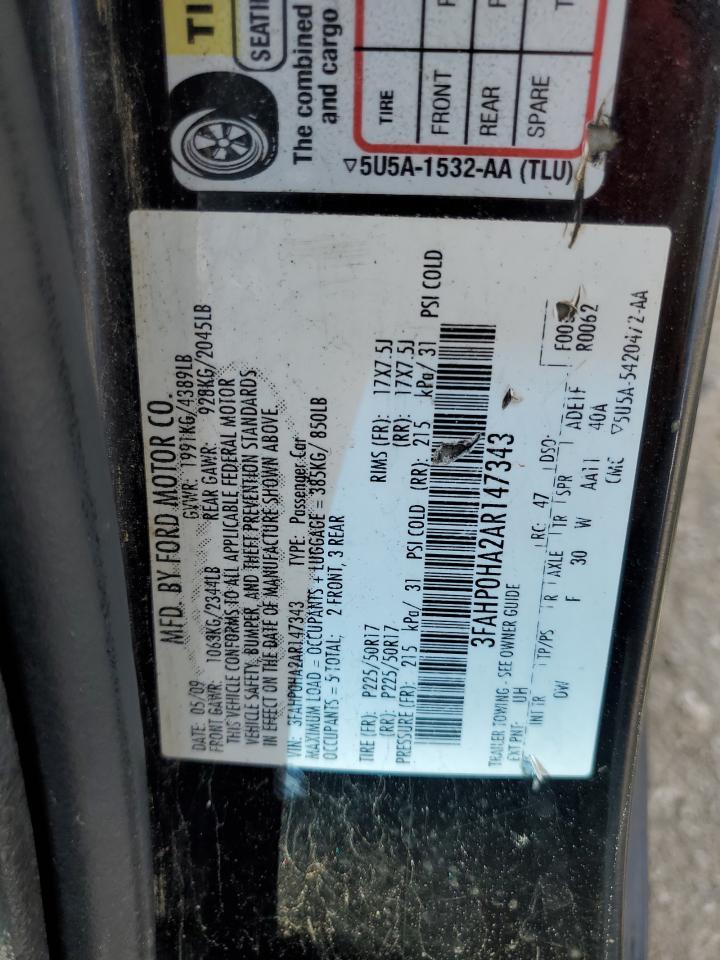 TI
SEATI
The combined
and cargo
TIRE
FRONT
REAR
SPARE
▽5U5A-1532-AA (TLU)
MFD. BY FORD MOTOR CO.
DATE: 05/09 GVWR: 1991KG/4389LB
FRONT GAWR: 1063KG/2344LB REAR GAWR: 928KG/2045LB
THIS VEHICLE CONFORMS TO ALL APPLICABLE FEDERAL MOTOR
VEHICLE SAFETY, BUMPER, AND THEFT PREVENTION STANDARDS
IN EFFECT ON THE DATE OF MANUFACTURE SHOWN ABOVE.
VIN: 3FAHP0HA2AR147343 TYPE: Passenger Car
MAXIMUM LOAD = OCCUPANTS + LUGGAGE = 385KG/ 850LB
OCCUPANTS = 5 TOTAL; 2 FRONT, 3 REAR
TIRE (FR): P225/50R17 RIMS (FR): 17X7.5J
(RR): P225/50R17 (RR): 17X7.5J
PRESSURE (FR): 215 kPa/ 31 PSI COLD (RR): 215 kPa/ 31 PSI COLD
3FAHP0HA2AR147343
TRAILER TOWING - SEE OWNER GUIDE
EXT PNT: UH RC: 47 DSO: F00
R0062
INT TR TP/PS R AXLE TR SPR ADE1F
DW F 30 W AA11 40A
CMC ▽5U5A-5420472-AA